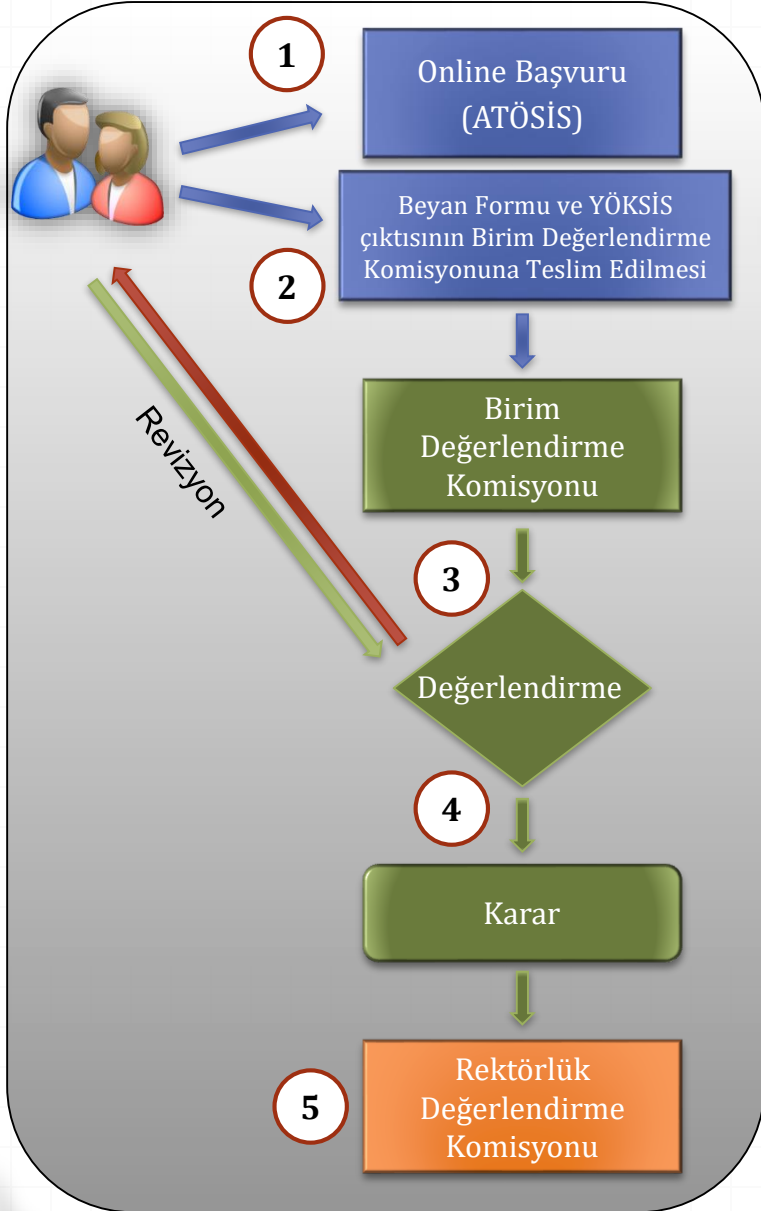 1
Online Başvuru
(ATÖSİS)
Beyan Formu ve YÖKSİS
çıktısının Birim Değerlendirme
Komisyonuna Teslim Edilmesi
2
Birim
Değerlendirme
Komisyonu
Revizyon
3
Değerlendirme
4
Karar
5
Rektörlük
Değerlendirme
Komisyonu